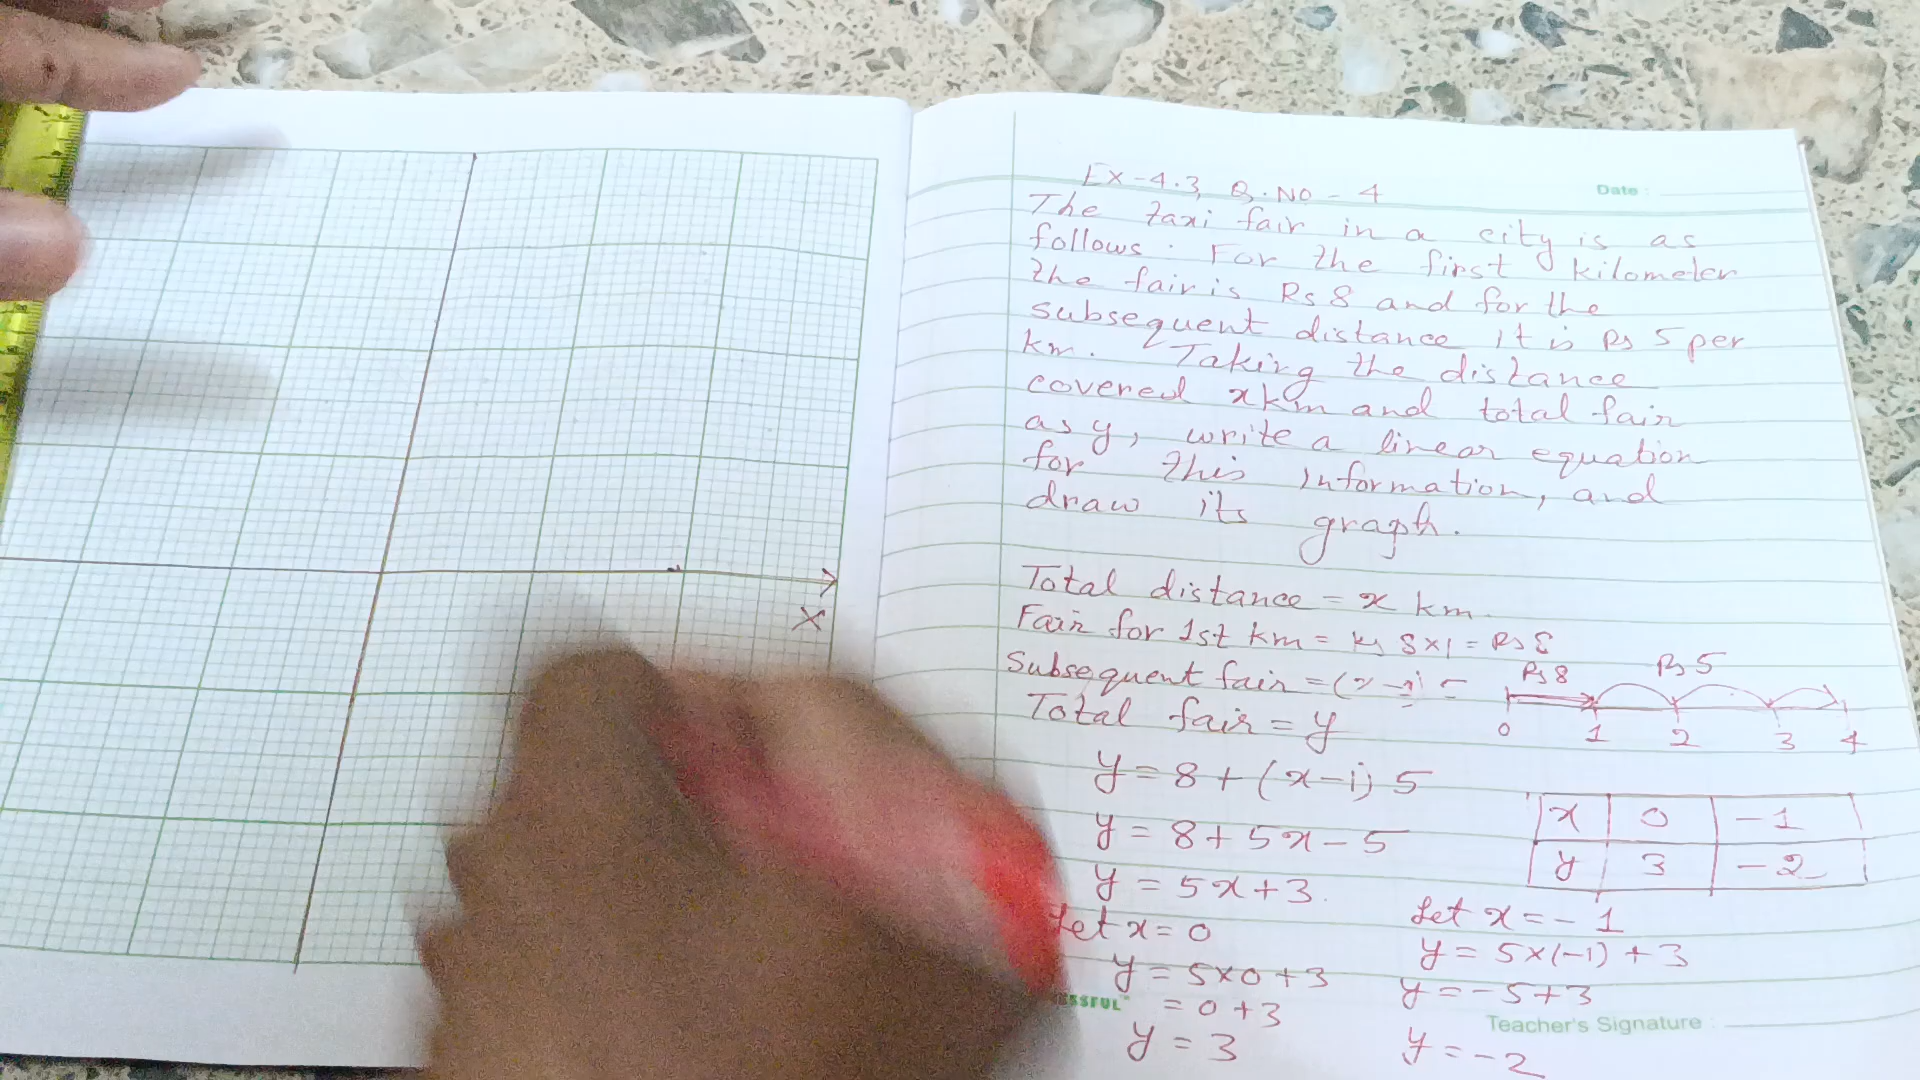 Ex-4.3 Q.NO-4
Date:
The taxi fair in a city is as
follows. For the first kilometer
the fair is Rs 8 and for the
subsequent distance it is Rs 5 per
km. Taking the distance
covered x km and total fair
as y, write a linear equation
for this information, and
draw its graph.
Total distance = x km.
Fair for 1st km = Rs 8×1 = Rs 8
Subsequent fair = (x-1) 5
Rs 8 Rs 5
0 1 2 3 4
Total fair = y
y = 8 + (x-1) 5
y = 8 + 5x - 5
y = 5x + 3.
x 0 -1
y 3 -2
Let x = 0
y = 5×0+3
= 0+3
y = 3
Let x = -1
y = 5×(-1) + 3
y = -5+3
y = -2
Teacher's Signature :
X